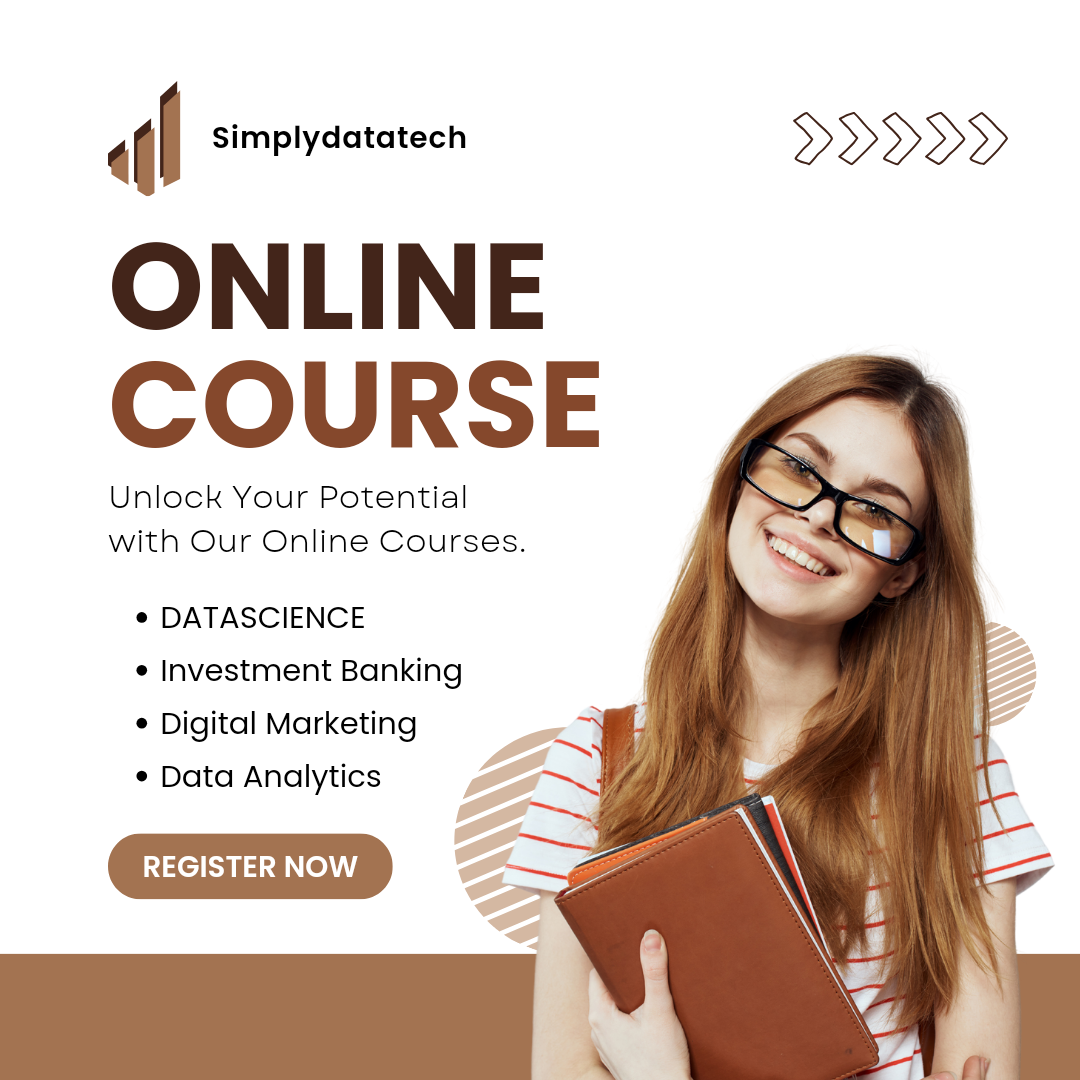 Simplydatatech
ONLINE
COURSE
Unlock Your Potential
with Our Online Courses.
• DATASCIENCE
• Investment Banking
• Digital Marketing
• Data Analytics
REGISTER NOW